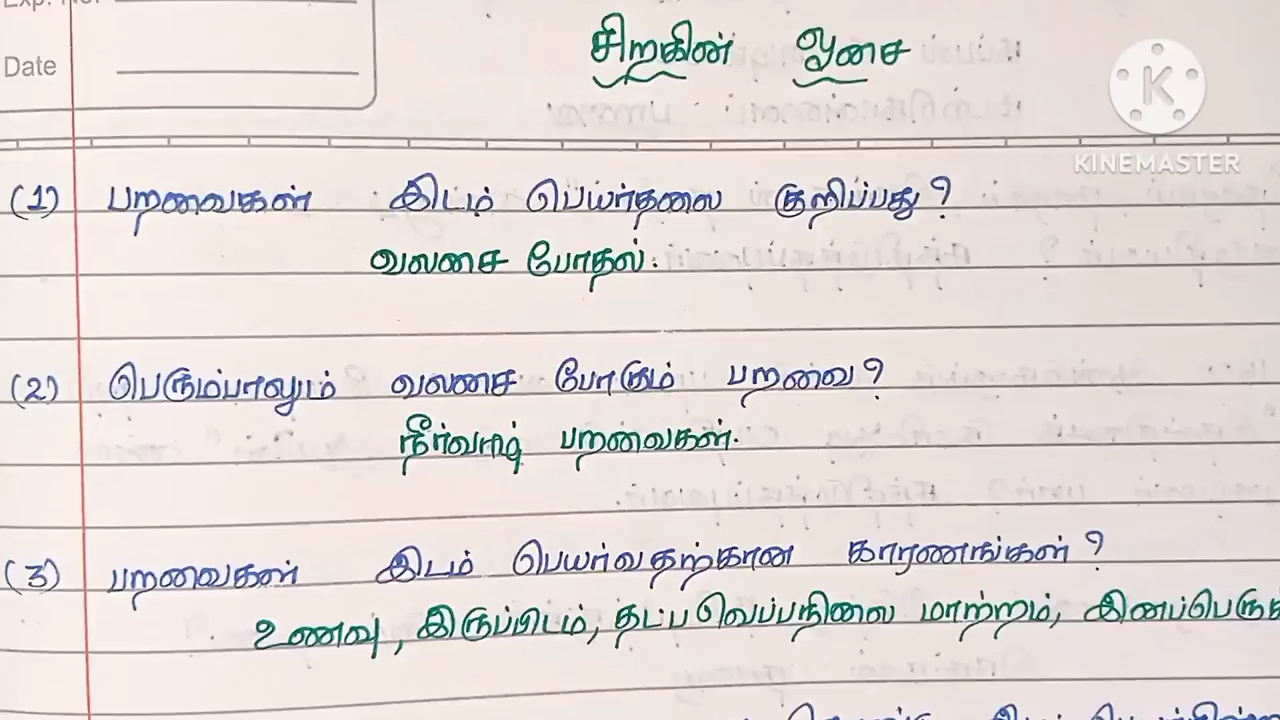 Date
சிறகின் ஓசை
KINEMASTER
(1) பறவைகள் இடம் பெயர்தலை குறிப்பது?
வலசை போதல்.
(2) பெரும்பாலும் வலசை போகும் பறவை?
நீர்வாழ் பறவைகள்.
(3) பறவைகள் இடம் பெயர்வதற்கான காரணங்கள்?
உணவு, இருப்பிடம், தட்பவெப்பநிலை மாற்றம்,